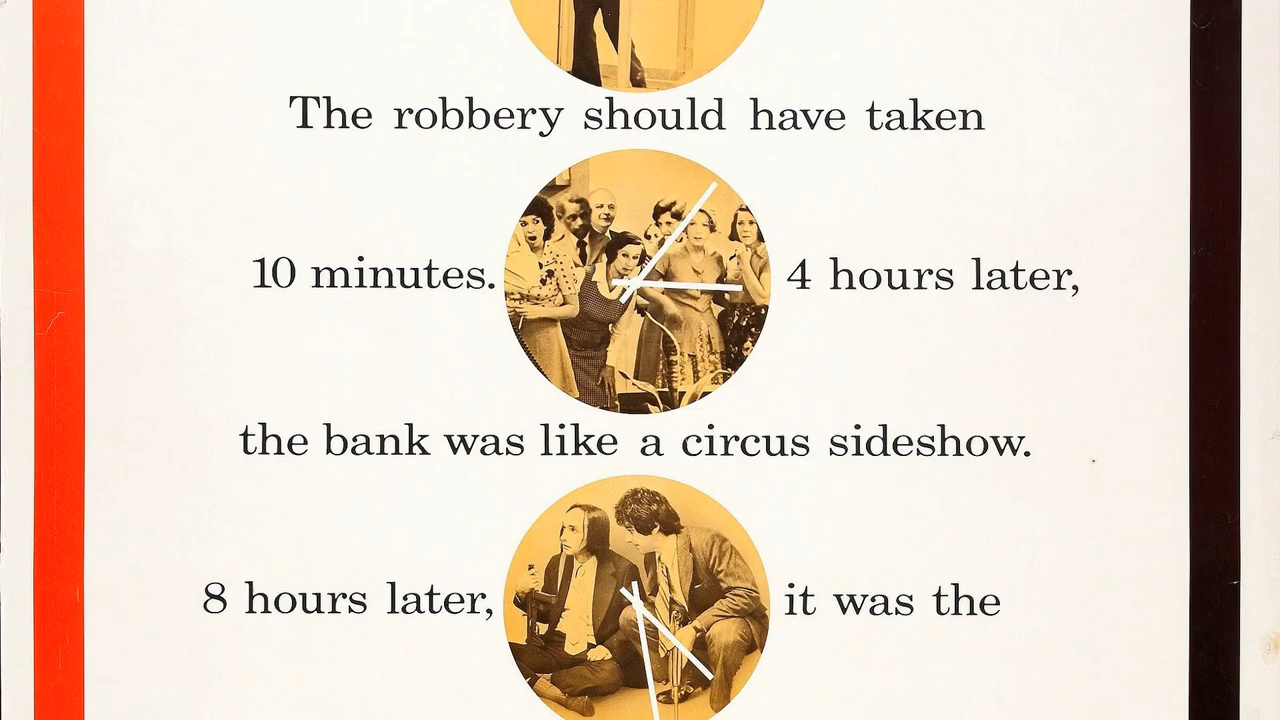 The robbery should have taken
10 minutes. 4 hours later,
the bank was like a circus sideshow.
8 hours later, it was the